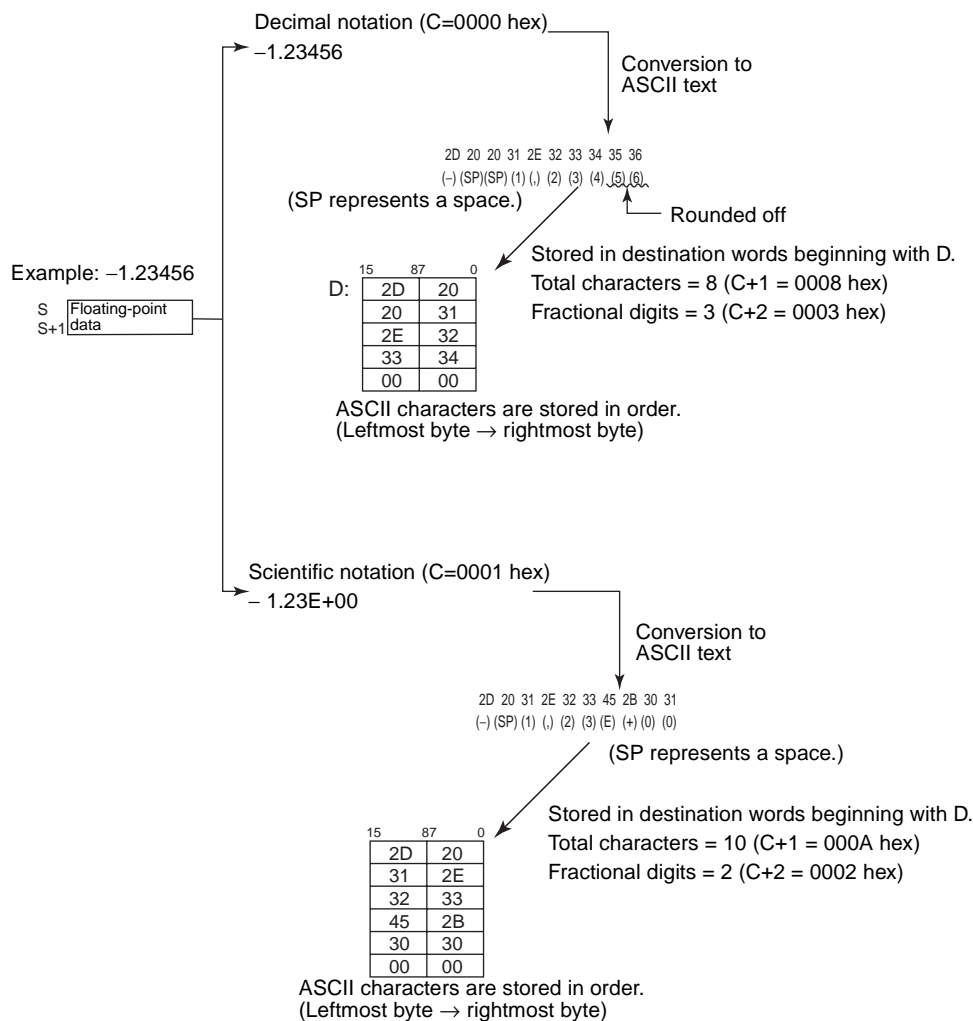 Decimal notation (C=0000 hex)
–1.23456
Conversion to
ASCII text
2D 20 20 31 2E 32 33 34 35 36
(–) (SP)(SP) (1) (,) (2) (3) (4) (5) (6)
(SP represents a space.)
Rounded off
Stored in destination words beginning with D.
Total characters = 8 (C+1 = 0008 hex)
Fractional digits = 3 (C+2 = 0003 hex)
Example: –1.23456
S
S+1
Floating-point
data
15 87 0
D:
2D 20
20 31
2E 32
33 34
00 00
ASCII characters are stored in order.
(Leftmost byte → rightmost byte)
Scientific notation (C=0001 hex)
– 1.23E+00
Conversion to
ASCII text
2D 20 31 2E 32 33 45 2B 30 31
(–) (SP) (1) (,) (2) (3) (E) (+) (0) (0)
(SP represents a space.)
Stored in destination words beginning with D.
Total characters = 10 (C+1 = 000A hex)
Fractional digits = 2 (C+2 = 0002 hex)
15 87 0
2D 20
31 2E
32 33
45 2B
30 30
00 00
ASCII characters are stored in order.
(Leftmost byte → rightmost byte)